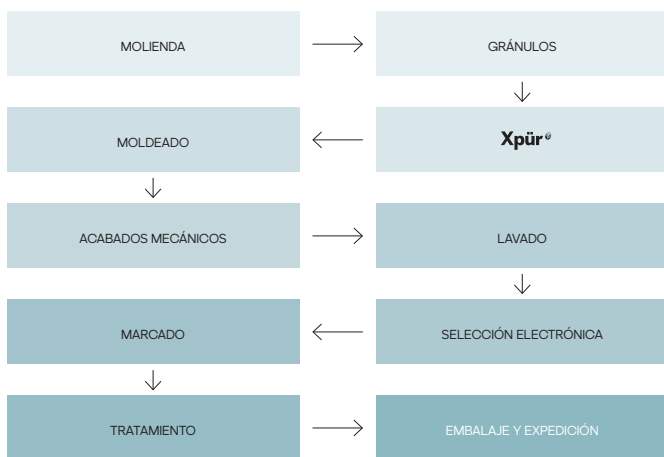 MOLIENDA
GRÁNULOS
Xpür
MOLDEADO
ACABADOS MECÁNICOS
LAVADO
SELECCIÓN ELECTRÓNICA
MARCADO
TRATAMIENTO
EMBALAJE Y EXPEDICIÓN